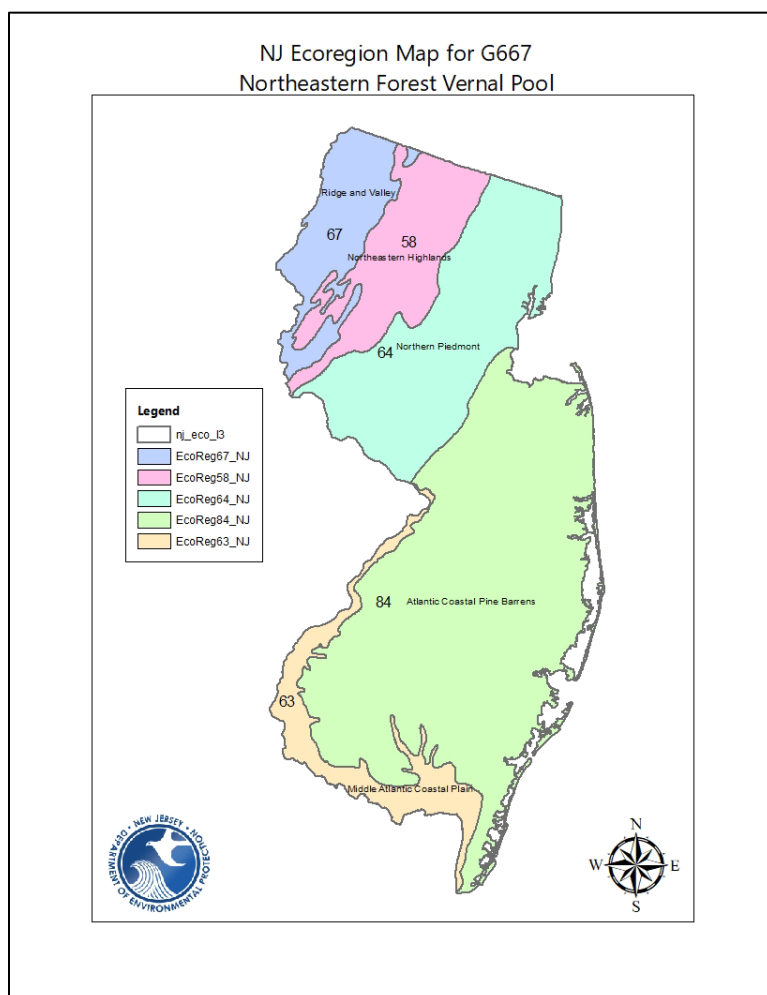 NJ Ecoregion Map for G667
Northeastern Forest Vernal Pool
Ridge and Valley
67
58
Northeastern Highlands
64
Northern Piedmont
Legend
nj_eco_l3
EcoReg67_NJ
EcoReg58_NJ
EcoReg64_NJ
EcoReg84_NJ
EcoReg63_NJ
84
Atlantic Coastal Pine Barrens
63
Middle Atlantic Coastal Plain
NEW JERSEY
DEPARTMENT OF ENVIRONMENTAL PROTECTION
N
W
E
S